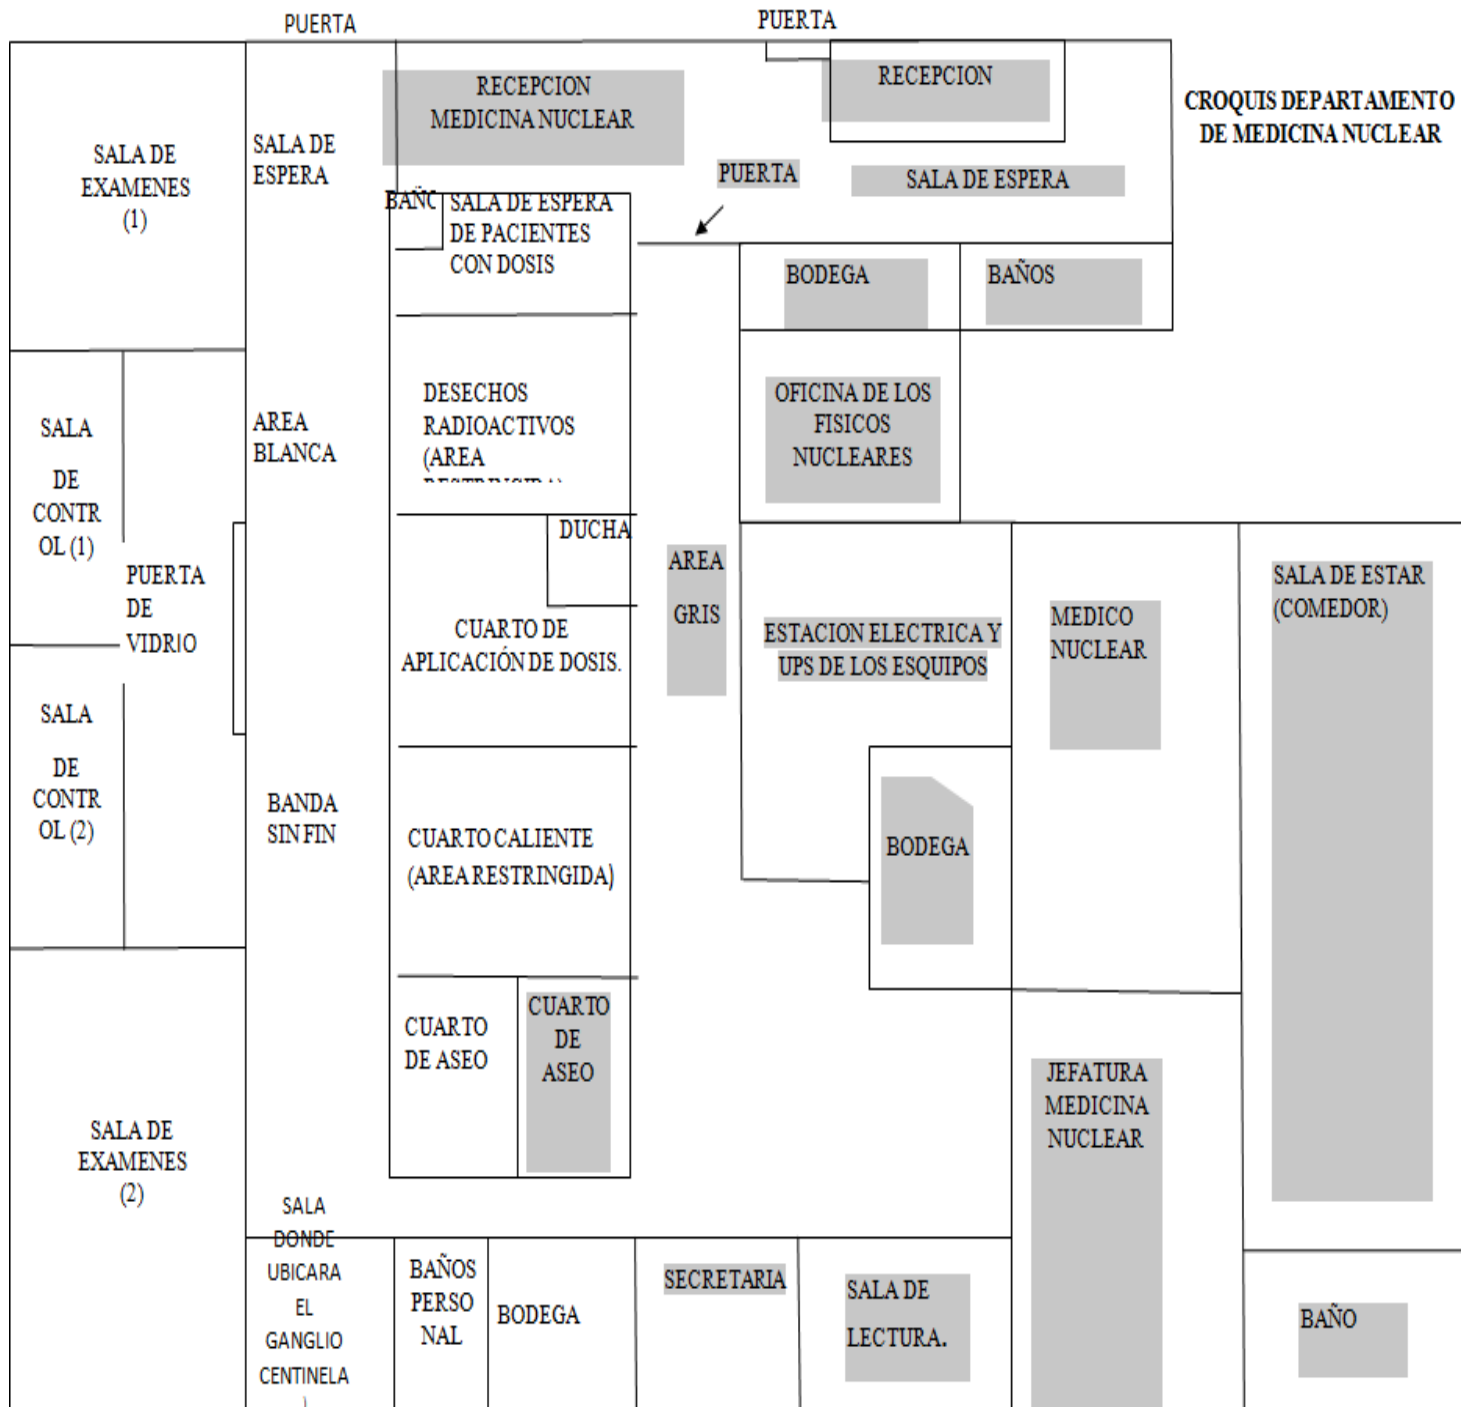 PUERTA
PUERTA
RECEPCION
MEDICINA NUCLEAR
RECEPCION
CROQUIS DEPARTAMENTO
DE MEDICINA NUCLEAR
SALA DE
EXAMENES
(1)
SALA DE
ESPERA
PUERTA
SALA DE ESPERA
BAÑO
SALA DE ESPERA
DE PACIENTES
CON DOSIS
BODEGA
BAÑOS
SALA
DE
CONTR
OL (1)
AREA
BLANCA
DESECHOS
RADIOACTIVOS
(AREA
OFICINA DE LOS
FISICOS
NUCLEARES
DUCHA
PUERTA
DE
VIDRIO
CUARTO DE
APLICACIÓN DE DOSIS.
AREA
GRIS
ESTACION ELECTRICA Y
UPS DE LOS ESQUIPOS
MEDICO
NUCLEAR
SALA DE ESTAR
(COMEDOR)
SALA
DE
CONTR
OL (2)
BANDA
SIN FIN
CUARTO CALIENTE
(AREA RESTRINGIDA)
BODEGA
CUARTO
DE ASEO
CUARTO
DE
ASEO
JEFATURA
MEDICINA
NUCLEAR
SALA DE
EXAMENES
(2)
SALA
DONDE
UBICARA
EL
GANGLIO
CENTINELA
BAÑOS
PERSO
NAL
BODEGA
SECRETARIA
SALA DE
LECTURA.
BAÑO